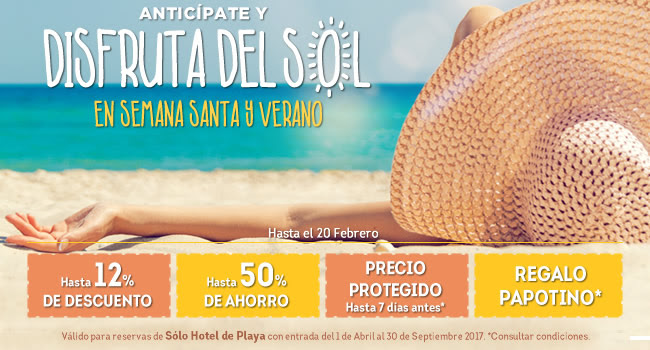 ANTICÍPATE Y
DISFRUTA DEL SOL
EN SEMANA SANTA Y VERANO
Hasta el 20 Febrero
Hasta 12%
DE DESCUENTO
Hasta 50%
DE AHORRO
PRECIO
PROTEGIDO
Hasta 7 días antes*
REGALO
PAPOTINO*
Válido para reservas de Sólo Hotel de Playa con entrada del 1 de Abril al 30 de Septiembre 2017. *Consultar condiciones.